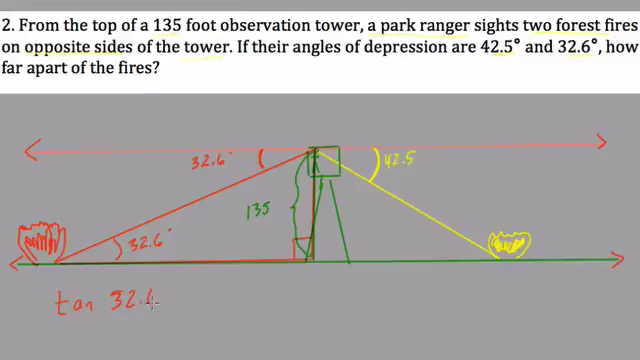 2. From the top of a 135 foot observation tower, a park ranger sights two forest fires
on opposite sides of the tower. If their angles of depression are 42.5° and 32.6°, how
far apart of the fires?
32.6°
42.5
135
32.6°
tan 32.6